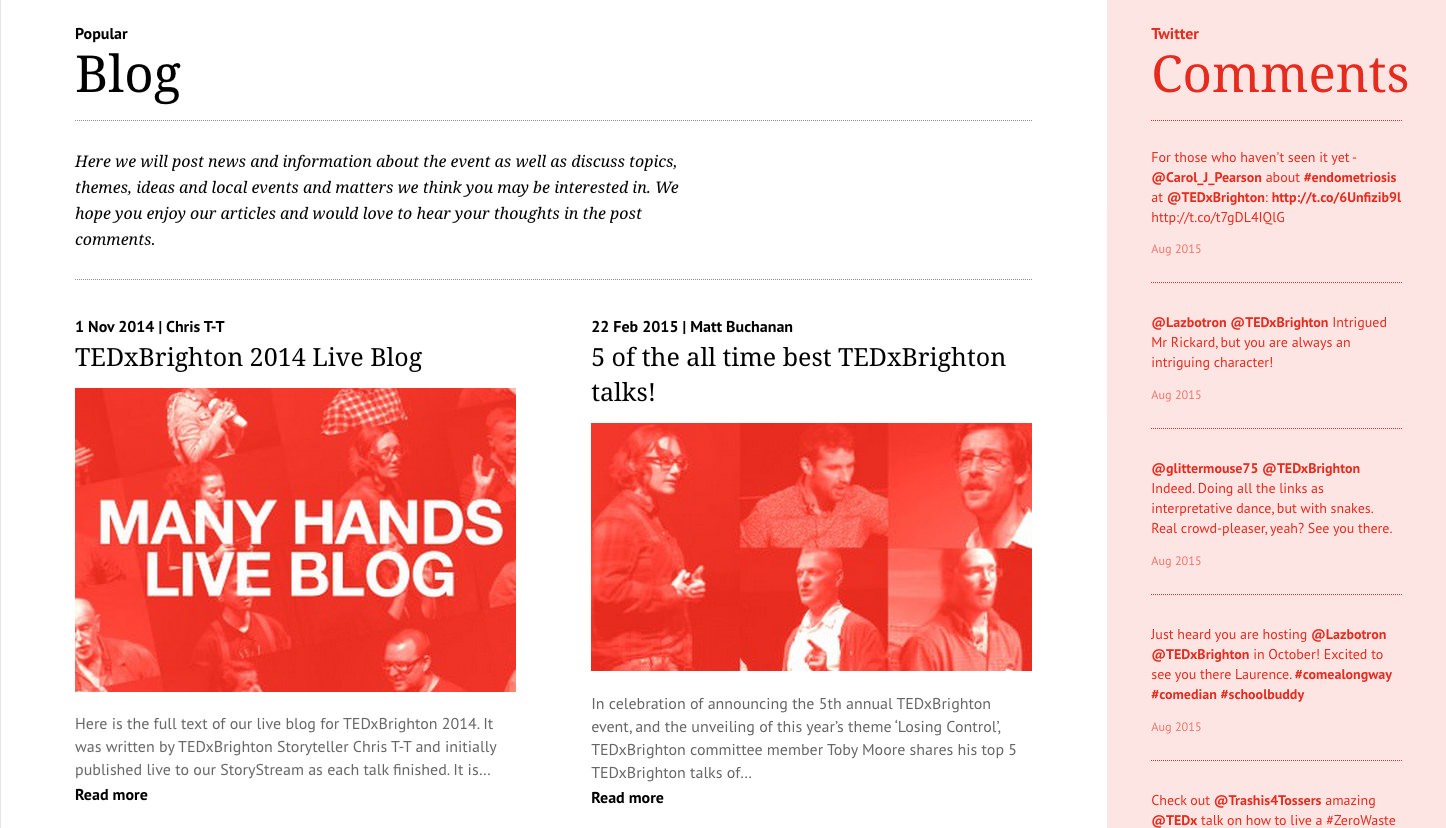 Popular
Blog
Here we will post news and information about the event as well as discuss topics,
themes, ideas and local events and matters we think you may be interested in. We
hope you enjoy our articles and would love to hear your thoughts in the post
comments.
1 Nov 2014 | Chris T-T
TEDxBrighton 2014 Live Blog
MANY HANDS
LIVE BLOG
Here is the full text of our live blog for TEDxBrighton 2014. It
was written by TEDxBrighton Storyteller Chris T-T and initially
published live to our StoryStream as each talk finished. It is...
Read more
22 Feb 2015 | Matt Buchanan
5 of the all time best TEDxBrighton
talks!
In celebration of announcing the 5th annual TEDxBrighton
event, and the unveiling of this year's theme ‘Losing Control’,
TEDxBrighton committee member Toby Moore shares his top 5
TEDxBrighton talks of...
Read more
Twitter
Comments
For those who haven't seen it yet -
@Carol_J_Pearson about #endometriosis
at @TEDxBrighton: http://t.co/6Unfizib9l
http://t.co/t7gDL4IQlG
Aug 2015
@Lazbotron @TEDxBrighton Intrigued
Mr Rickard, but you are always an
intriguing character!
Aug 2015
@glittermouse75 @TEDxBrighton
Indeed. Doing all the links as
interpretative dance, but with snakes.
Real crowd-pleaser, yeah? See you there.
Aug 2015
Just heard you are hosting @Lazbotron
@TEDxBrighton in October! Excited to
see you there Laurence. #comealongway
#comedian #schoolbuddy
Aug 2015
Check out @Trashis4Tossers amazing
@TEDx talk on how to live a #ZeroWaste